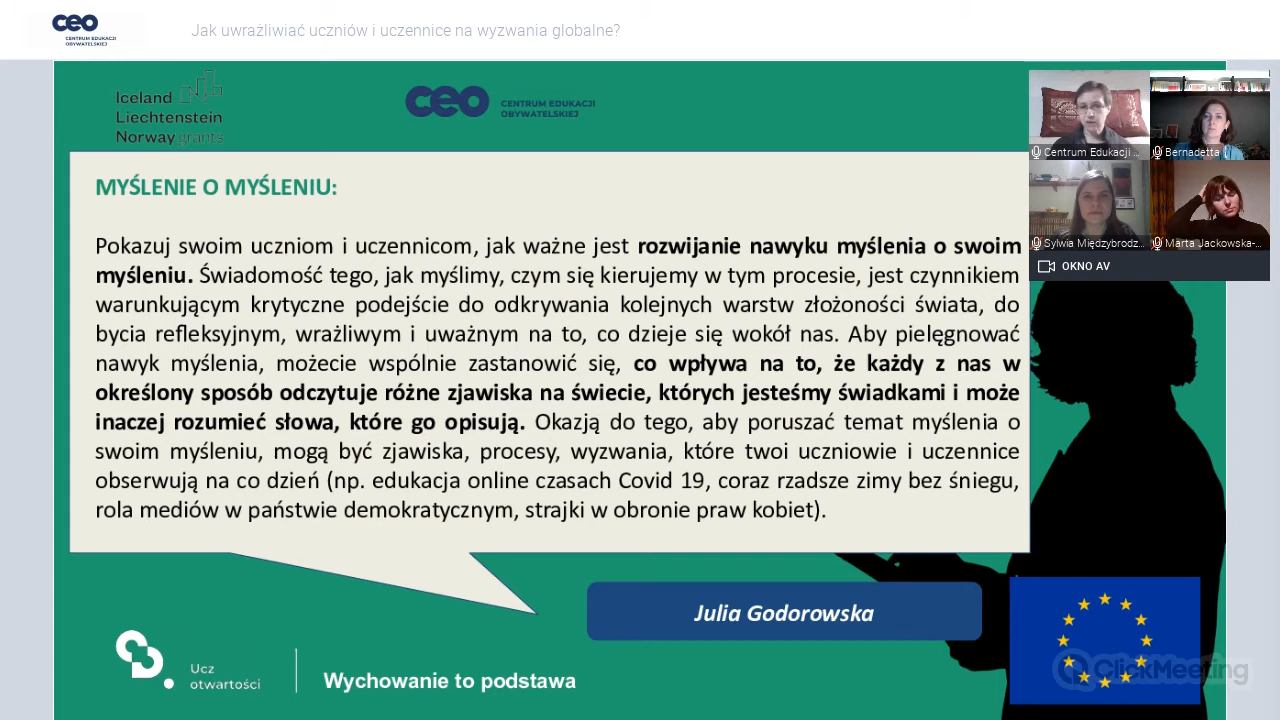 ceo
CENTRUM EDUKACJI
OBYWATELSKIEJ
Jak uwrażliwiać uczniów i uczennice na wyzwania globalne?
Iceland
Liechtenstein
Norway grants
ceo
CENTRUM EDUKACJI
OBYWATELSKIEJ
Centrum Edukacji ...
Bernadetta
Sylwia Międzybrodz...
Marta Jackowska-...
OKNO AV
MYŚLENIE O MYŚLENIU:
Pokazuj swoim uczniom i uczennicom, jak ważne jest rozwijanie nawyku myślenia o swoim
myśleniu. Świadomość tego, jak myślimy, czym się kierujemy w tym procesie, jest czynnikiem
warunkującym krytyczne podejście do odkrywania kolejnych warstw złożoności świata, do
bycia refleksyjnym, wrażliwym i uważnym na to, co dzieje się wokół nas. Aby pielęgnować
nawyk myślenia, możecie wspólnie zastanowić się, co wpływa na to, że każdy z nas w
określony sposób odczytuje różne zjawiska na świecie, których jesteśmy świadkami i może
inaczej rozumieć słowa, które go opisują. Okazją do tego, aby poruszać temat myślenia o
swoim myśleniu, mogą być zjawiska, procesy, wyzwania, które twoi uczniowie i uczennice
obserwują na co dzień (np. edukacja online czasach Covid 19, coraz rzadsze zimy bez śniegu,
rola mediów w państwie demokratycznym, strajki w obronie praw kobiet).
Julia Godorowska
Ucz
otwartości
Wychowanie to podstawa
ClickMeeting